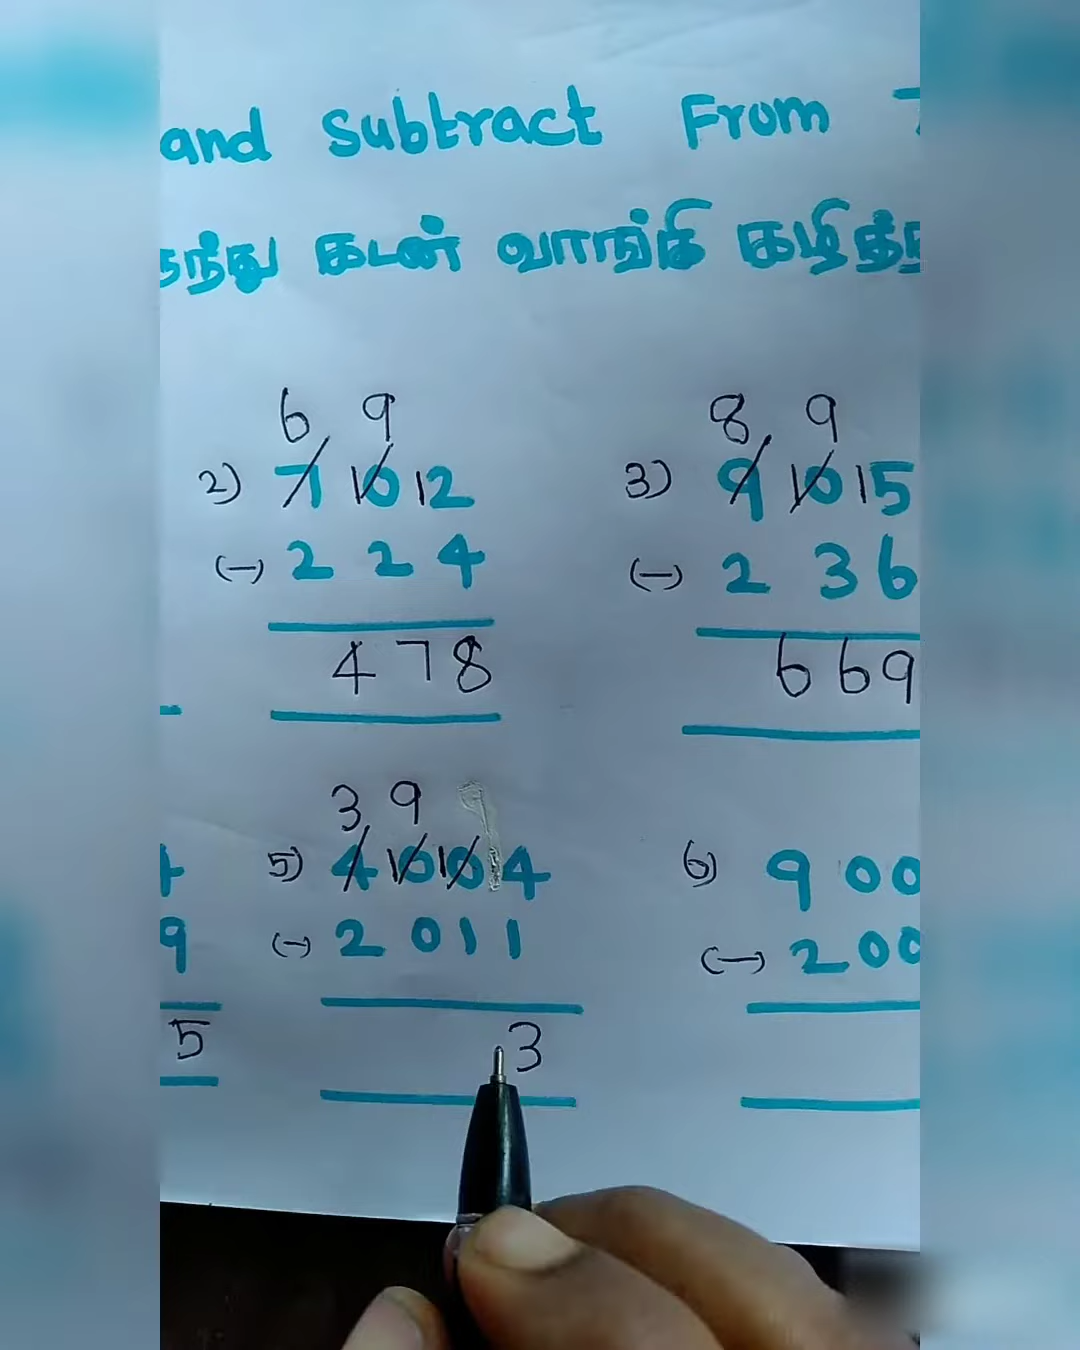 and Subtract From
ந்து கடன் வாங்கி கழித்
6 9 8 9
2) 7 10 12 3) 9 10 15
(-) 2 2 4 (-) 2 3 6
4 7 8 6 6 9
3 9
5) 4 10 10 4 6) 9 0 0
9 (-) 2 0 1 1 (-) 2 0 0
5 3